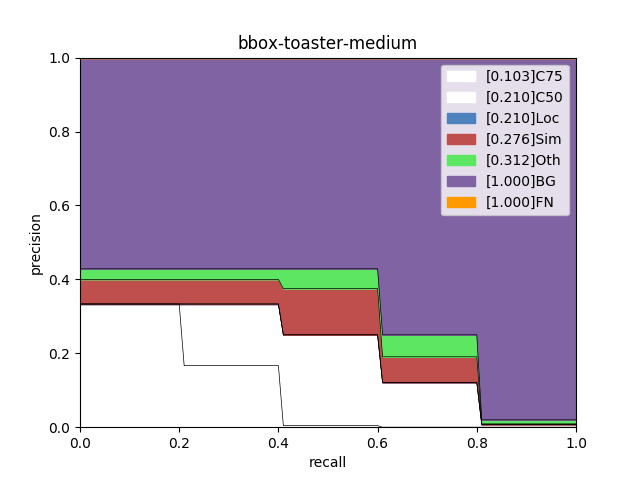 bbox-toaster-medium
1.0
0.8
0.6
0.4
0.2
0.0
precision
[0.103]C75
[0.210]C50
[0.210]Loc
[0.276]Sim
[0.312]Oth
[1.000]BG
[1.000]FN
0.0 0.2 0.4 0.6 0.8 1.0
recall